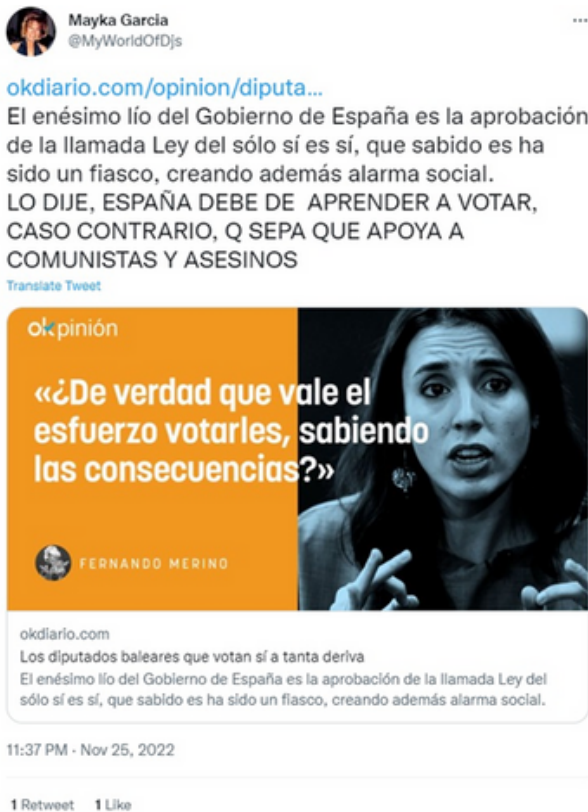 Mayka Garcia
@MyWorldOfDjs
...
okdiario.com/opinion/diputa...
El enésimo lío del Gobierno de España es la aprobación
de la llamada Ley del sólo sí es sí, que sabido es ha
sido un fiasco, creando además alarma social.
LO DIJE, ESPAÑA DEBE DE APRENDER A VOTAR,
CASO CONTRARIO, Q SEPA QUE APOYA A
COMUNISTAS Y ASESINOS
Translate Tweet
okpinión
«¿De verdad que vale el
esfuerzo votarles, sabiendo
las consecuencias?»
FERNANDO MERINO
okdiario.com
Los diputados baleares que votan sí a tanta deriva
El enésimo lío del Gobierno de España es la aprobación de la llamada Ley del
sólo sí es sí, que sabido es ha sido un fiasco, creando además alarma social.
11:37 PM · Nov 25, 2022
1 Retweet 1 Like